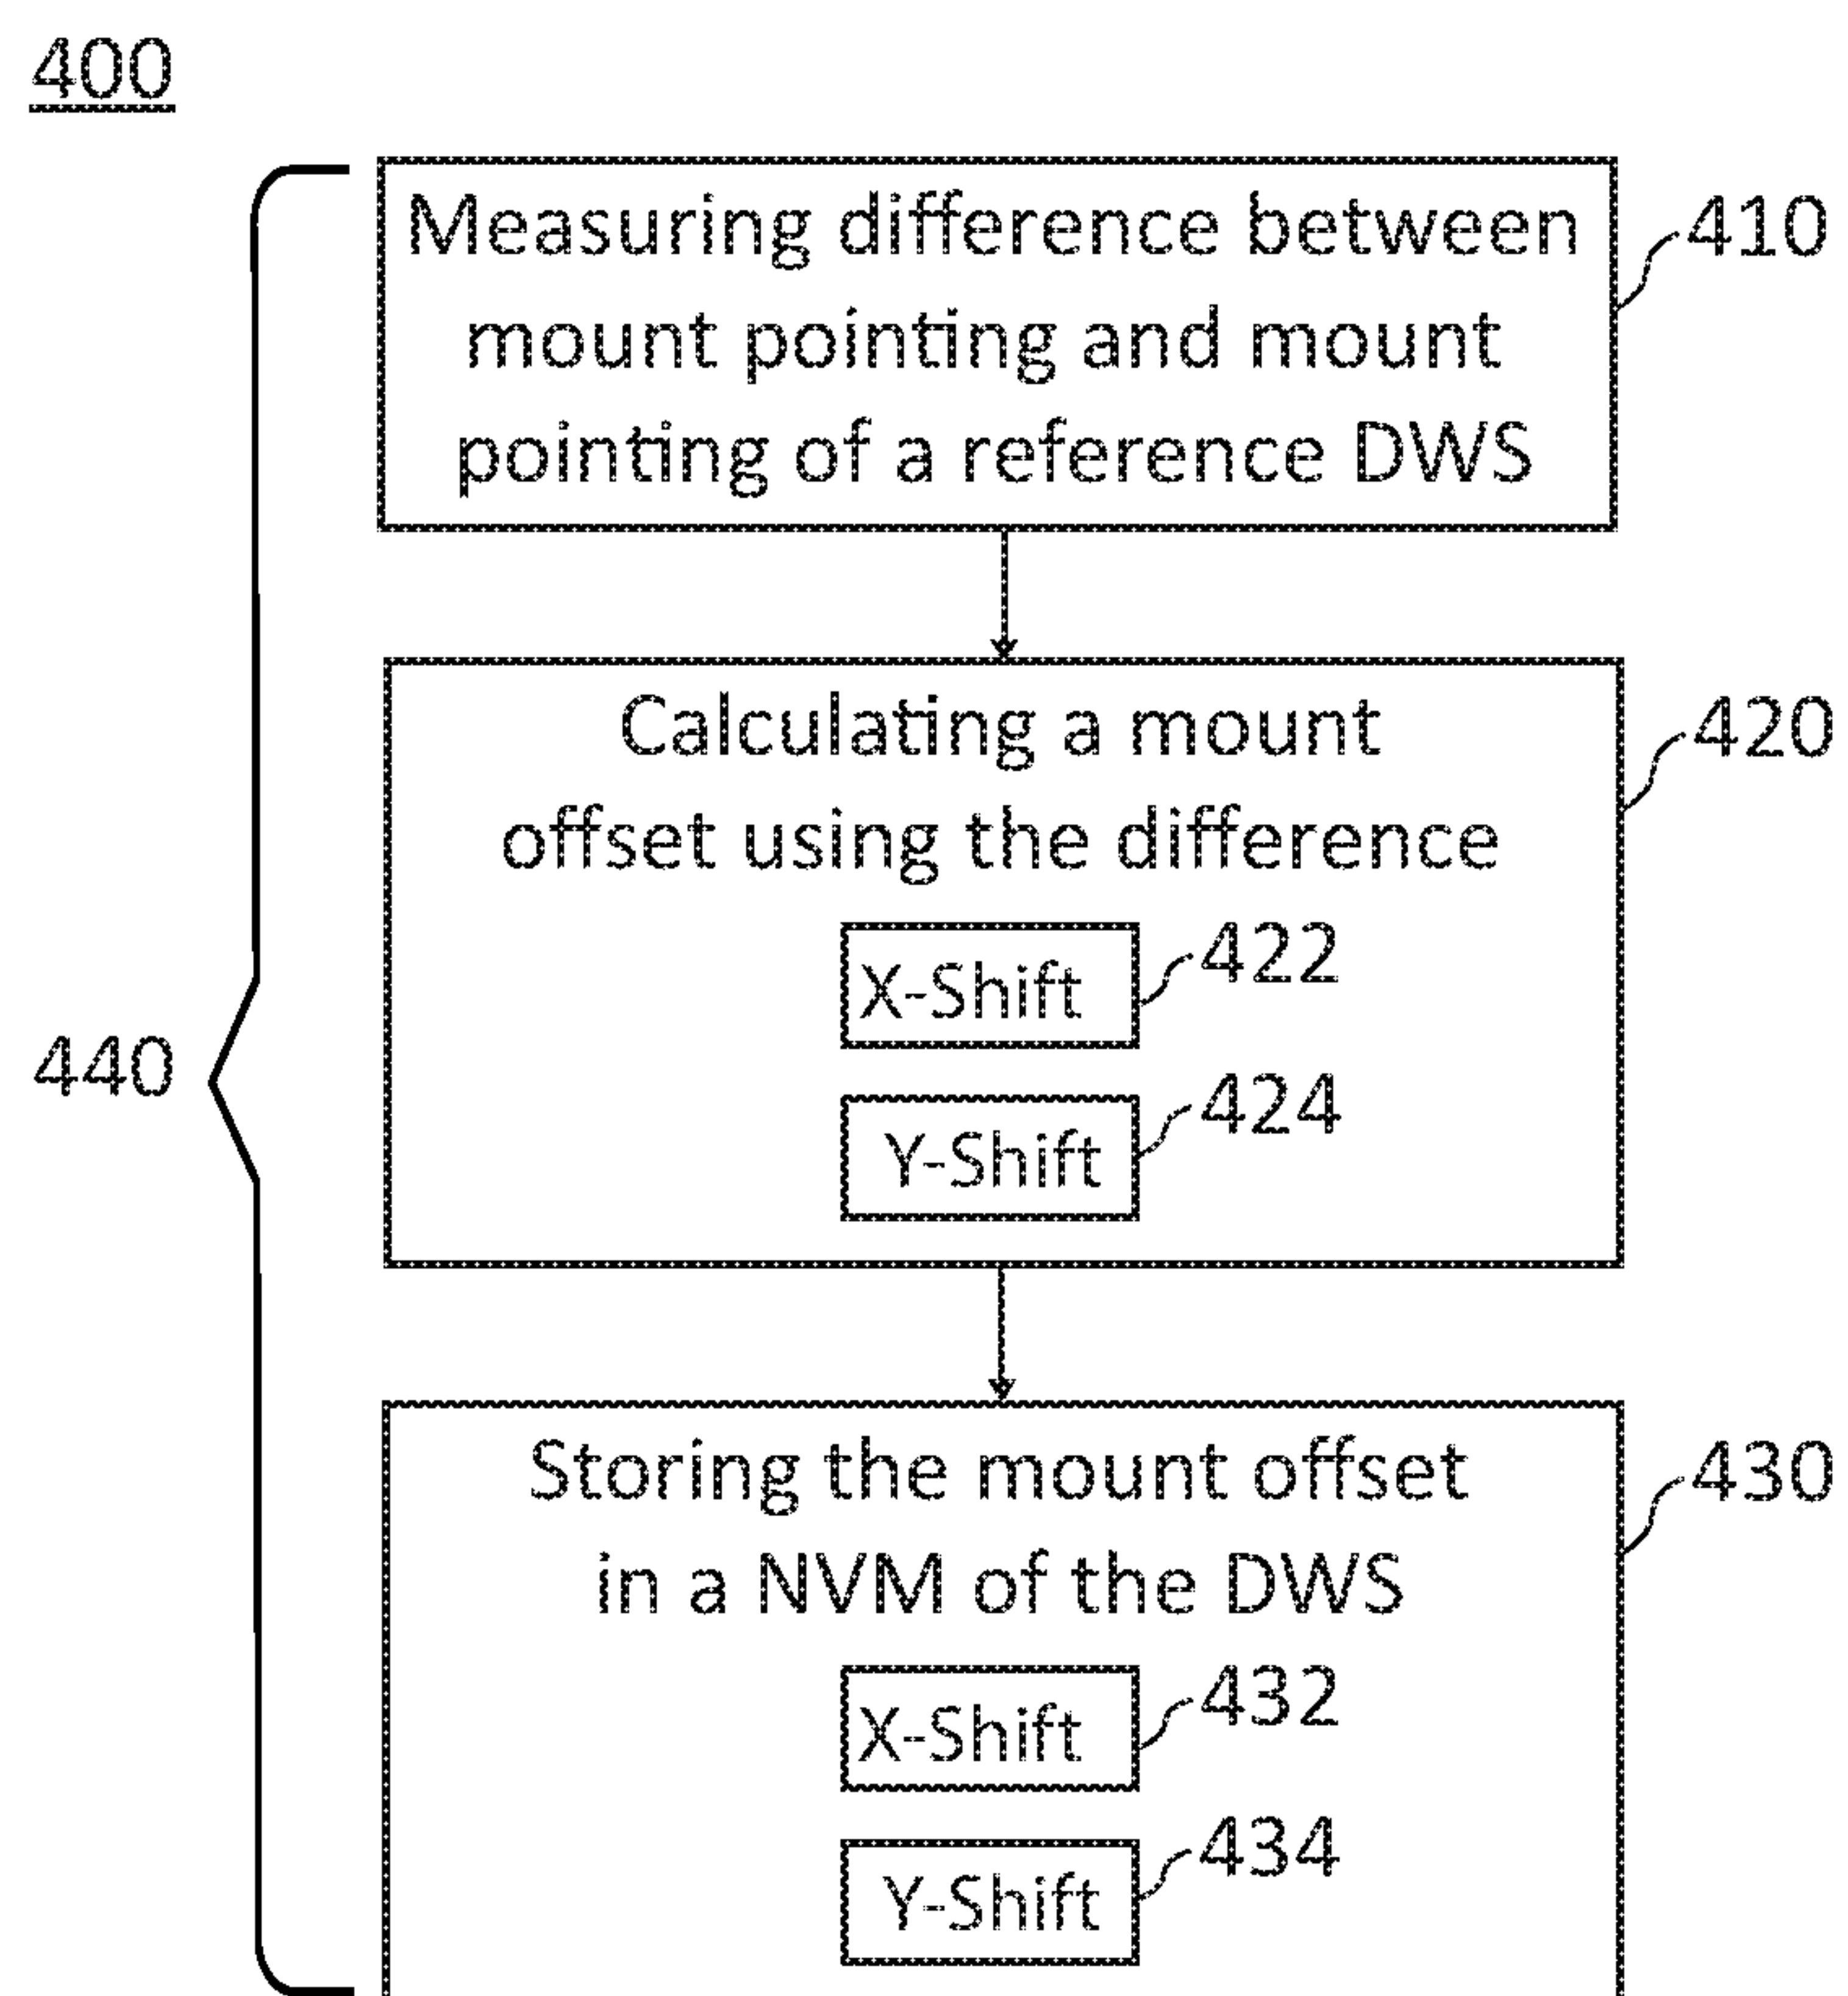 400
Measuring difference between
410
mount pointing and mount
pointing of a reference DWS
Calculating a mount
420
offset using the difference
422
X-Shift
440
424
Y-Shift
Storing the mount offset
430
in a NVM of the DWS
432
X-Shift
434
Y-Shift